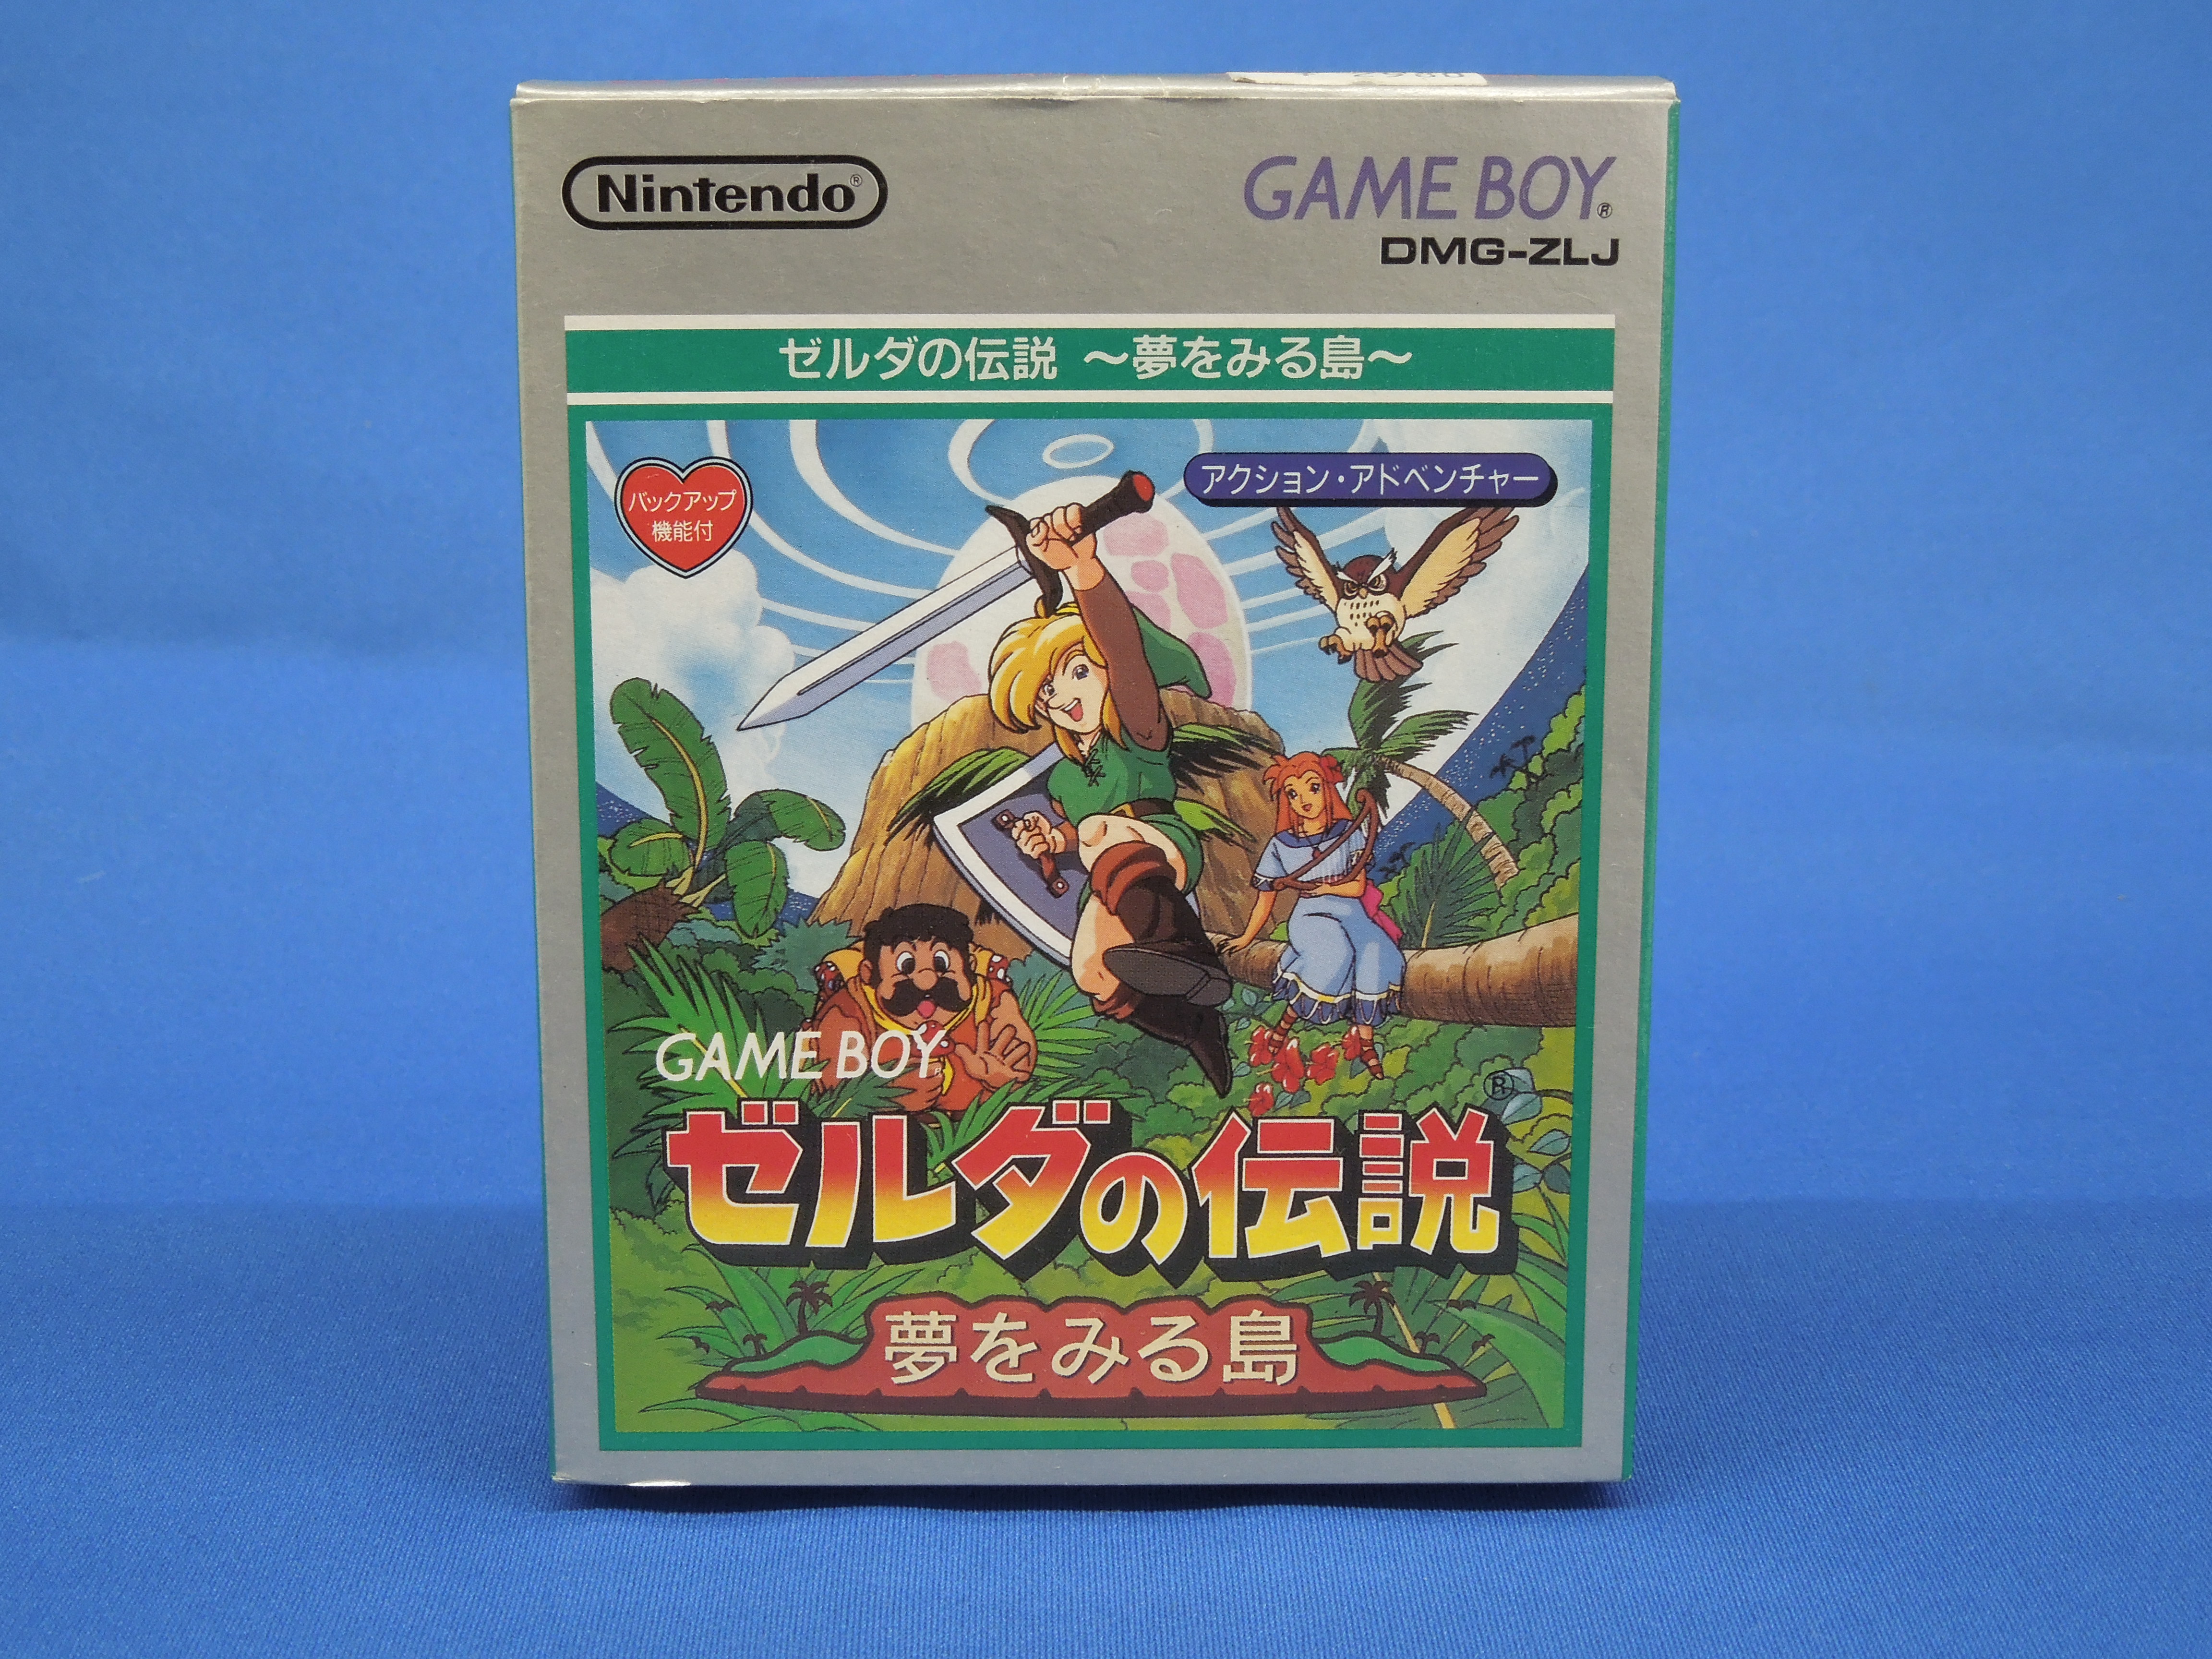 Nintendo®
GAME BOY®
DMG-ZLJ
ゼルダの伝説 〜夢をみる島〜
バックアップ
機能付
アクション・アドベンチャー
GAME BOY®
ゼルダの伝説®
夢をみる島